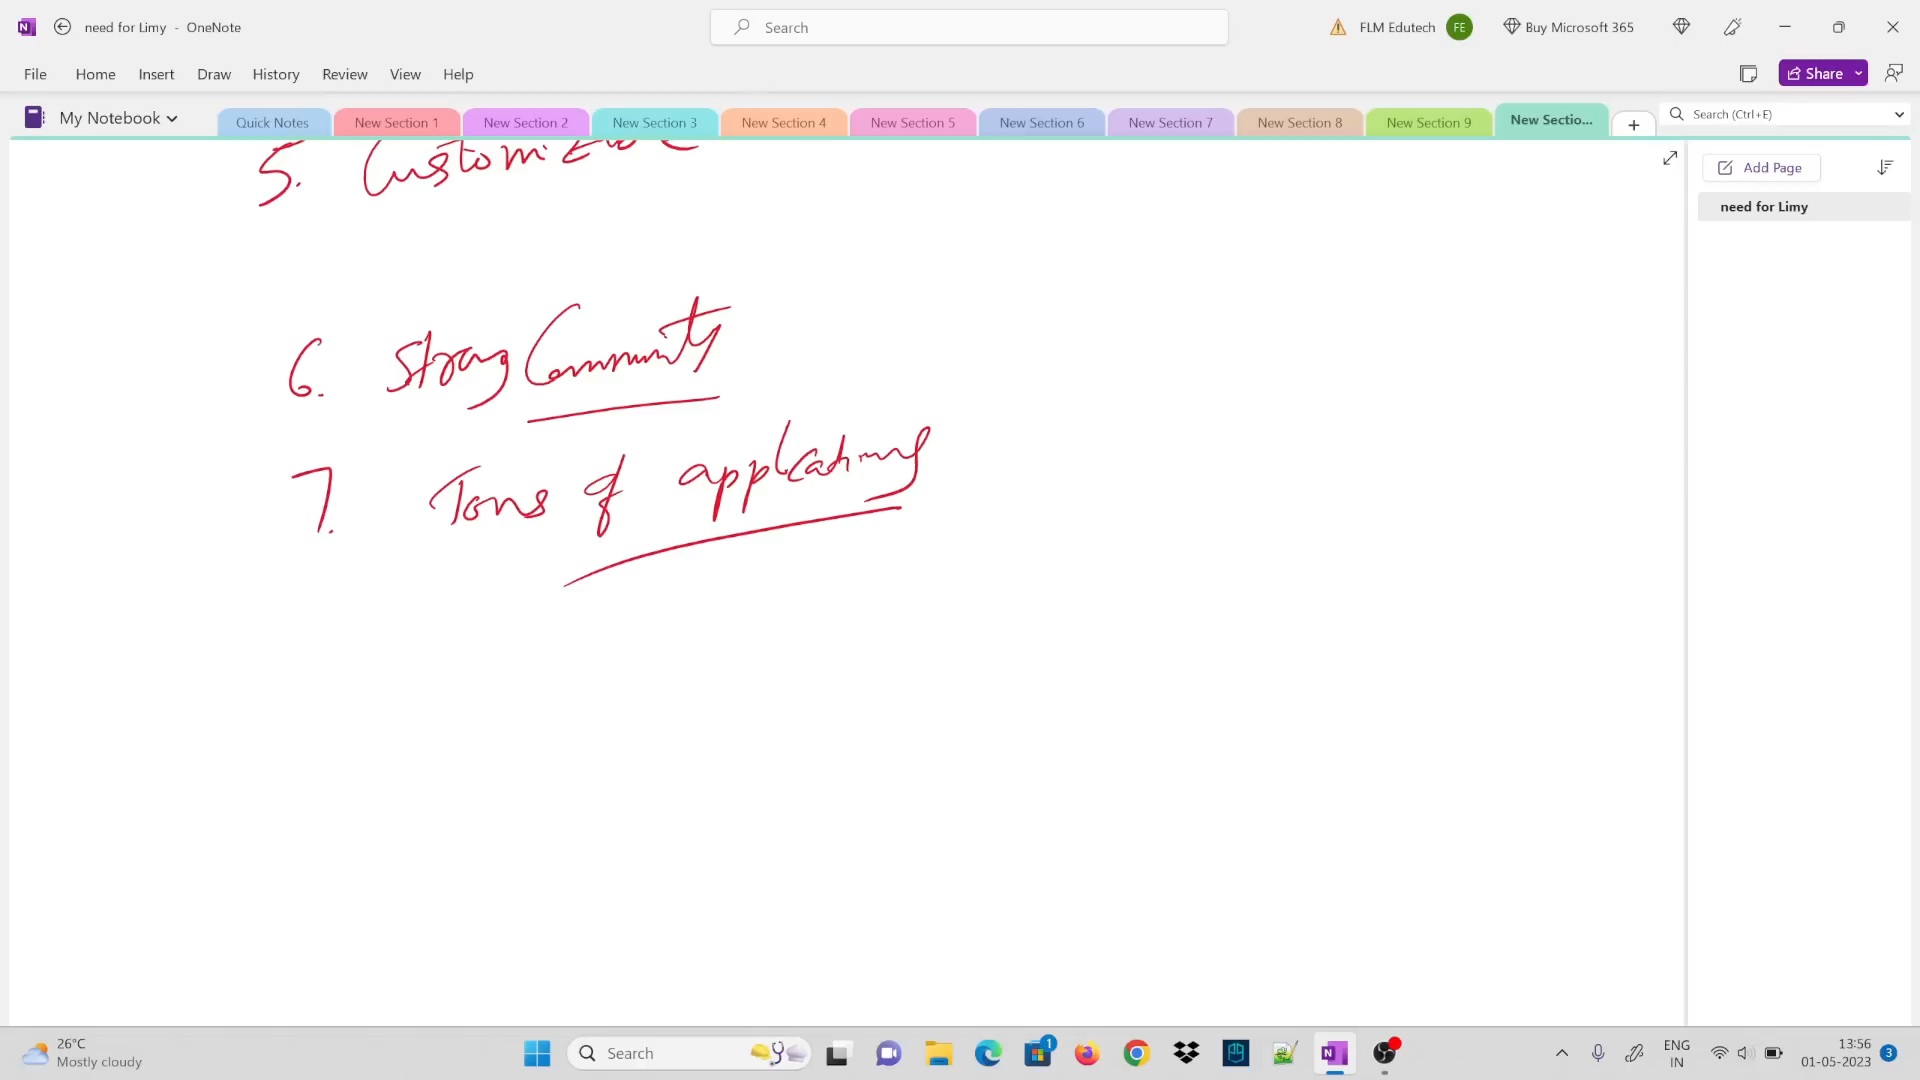 need for Limy - OneNote
Search
FLM Edutech FE Buy Microsoft 365
File Home Insert Draw History Review View Help
Share
My Notebook
Quick Notes New Section 1 New Section 2 New Section 3 New Section 4 New Section 5 New Section 6 New Section 7 New Section 8 New Section 9 New Sectio...
Search (Ctrl+E)
Add Page
need for Limy
5.
6. Strong Community
7. Tons of applications
26°C
Mostly cloudy
Search
1
ENG
IN
13:56
01-05-2023
3